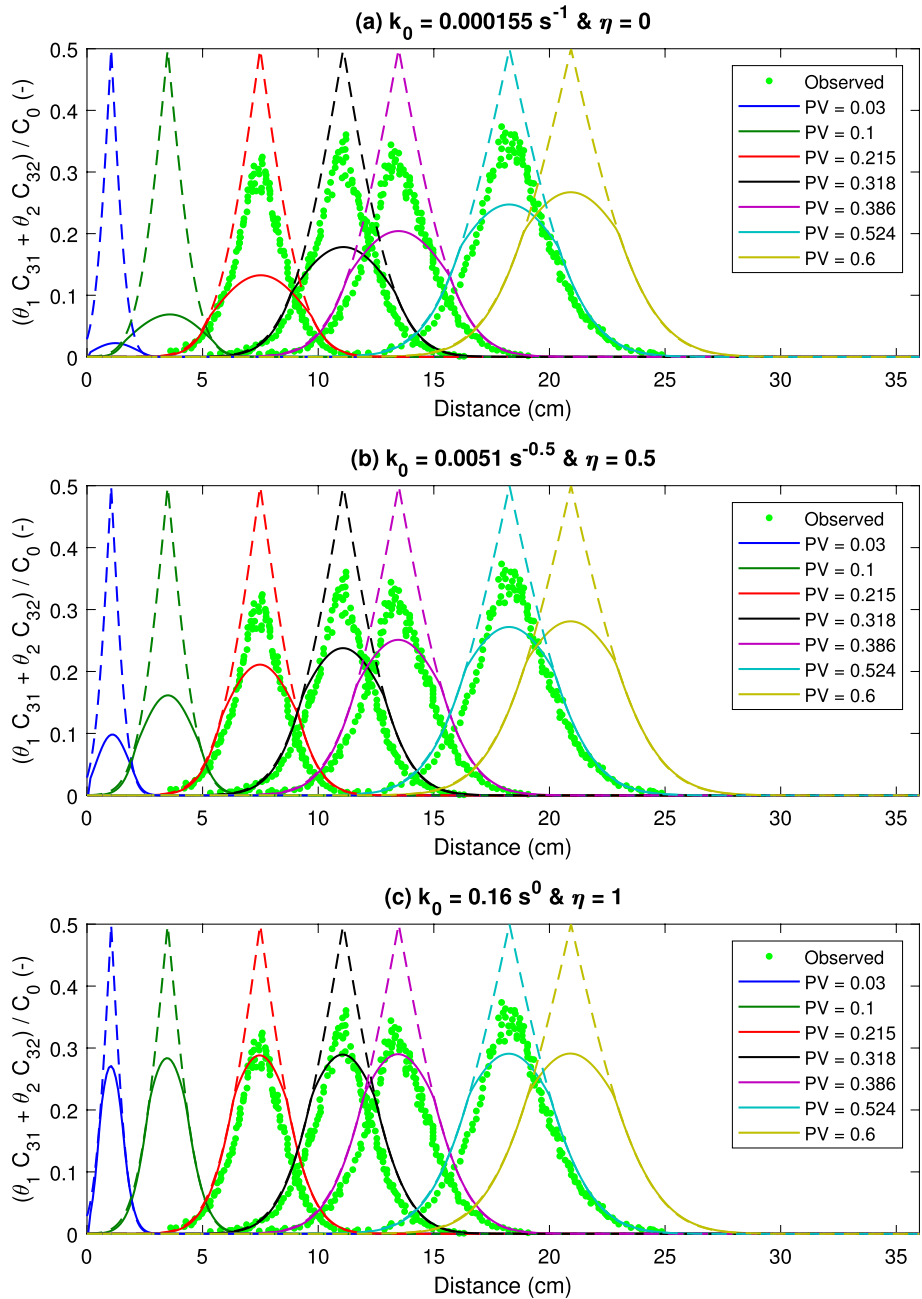 (a) k₀ = 0.000155 s⁻¹ & η = 0
(θ₁ C₃₁ + θ₂ C₃₂) / C₀ (-)
0.5
0.4
0.3
0.2
0.1
0
0 5 10 15 20 25 30 35
Distance (cm)
Observed
PV = 0.03
PV = 0.1
PV = 0.215
PV = 0.318
PV = 0.386
PV = 0.524
PV = 0.6
(b) k₀ = 0.0051 s⁻⁰·⁵ & η = 0.5
(θ₁ C₃₁ + θ₂ C₃₂) / C₀ (-)
0.5
0.4
0.3
0.2
0.1
0
0 5 10 15 20 25 30 35
Distance (cm)
Observed
PV = 0.03
PV = 0.1
PV = 0.215
PV = 0.318
PV = 0.386
PV = 0.524
PV = 0.6
(c) k₀ = 0.16 s⁰ & η = 1
(θ₁ C₃₁ + θ₂ C₃₂) / C₀ (-)
0.5
0.4
0.3
0.2
0.1
0
0 5 10 15 20 25 30 35
Distance (cm)
Observed
PV = 0.03
PV = 0.1
PV = 0.215
PV = 0.318
PV = 0.386
PV = 0.524
PV = 0.6